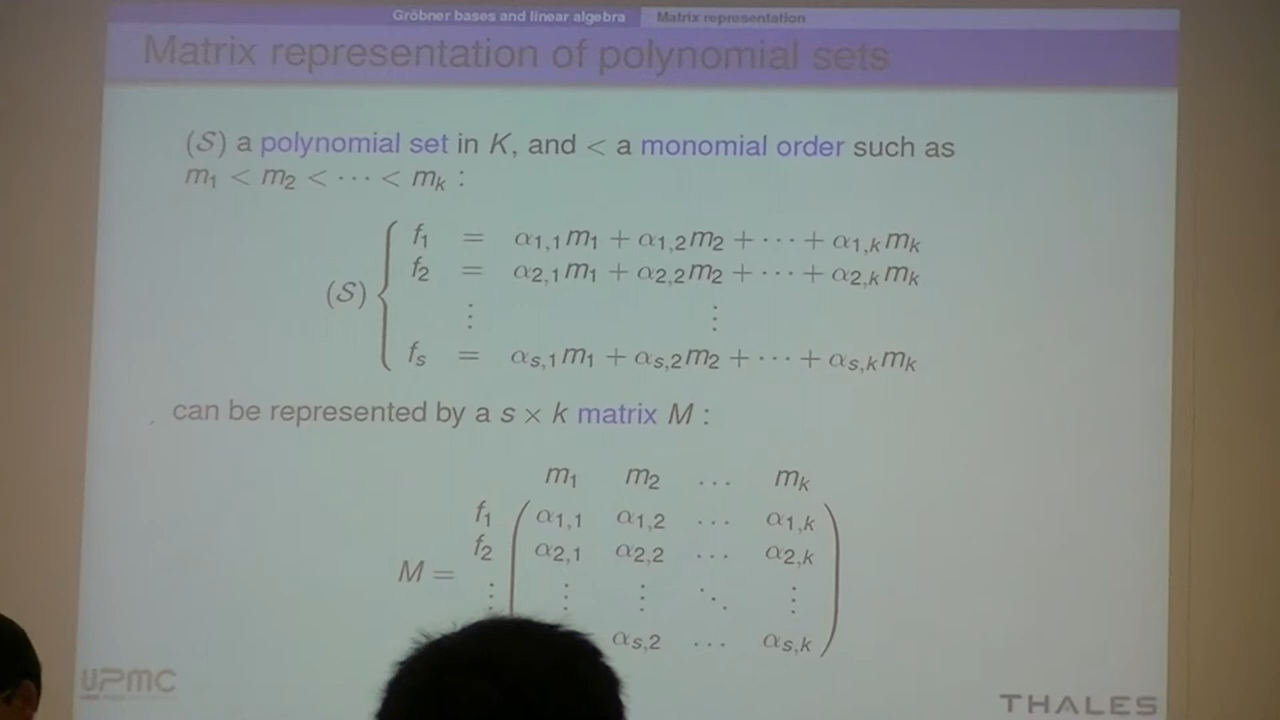 Gröbner bases and linear algebra Matrix representation
Matrix representation of polynomial sets
(S) a polynomial set in K, and < a monomial order such as
m₁ < m₂ < ⋯ < mₖ :
f₁ = α₁,₁m₁ + α₁,₂m₂ + ⋯ + α₁,ₖmₖ
f₂ = α₂,₁m₁ + α₂,₂m₂ + ⋯ + α₂,ₖmₖ
(S) {
⋮ ⋮
fₛ = αₛ,₁m₁ + αₛ,₂m₂ + ⋯ + αₛ,ₖmₖ
can be represented by a s × k matrix M :
m₁ m₂ … mₖ
f₁ α₁,₁ α₁,₂ … α₁,ₖ
f₂ α₂,₁ α₂,₂ … α₂,ₖ
M =
⋮ ⋮ ⋮ ⋱ ⋮
αₛ,₂ … αₛ,ₖ
UPMC
THALES